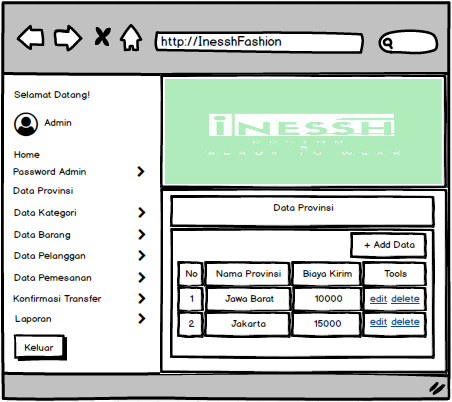 http://InesshFashion
Selamat Datang!
Admin
Home
Password Admin
Data Provinsi
Data Kategori
Data Barang
Data Pelanggan
Data Pemesanan
Konfirmasi Transfer
Laporan
Keluar
iNESSH
READY TO WEAR
Data Provinsi
+ Add Data
No Nama Provinsi Biaya Kirim Tools
1 Jawa Barat 10000 edit delete
2 Jakarta 15000 edit delete